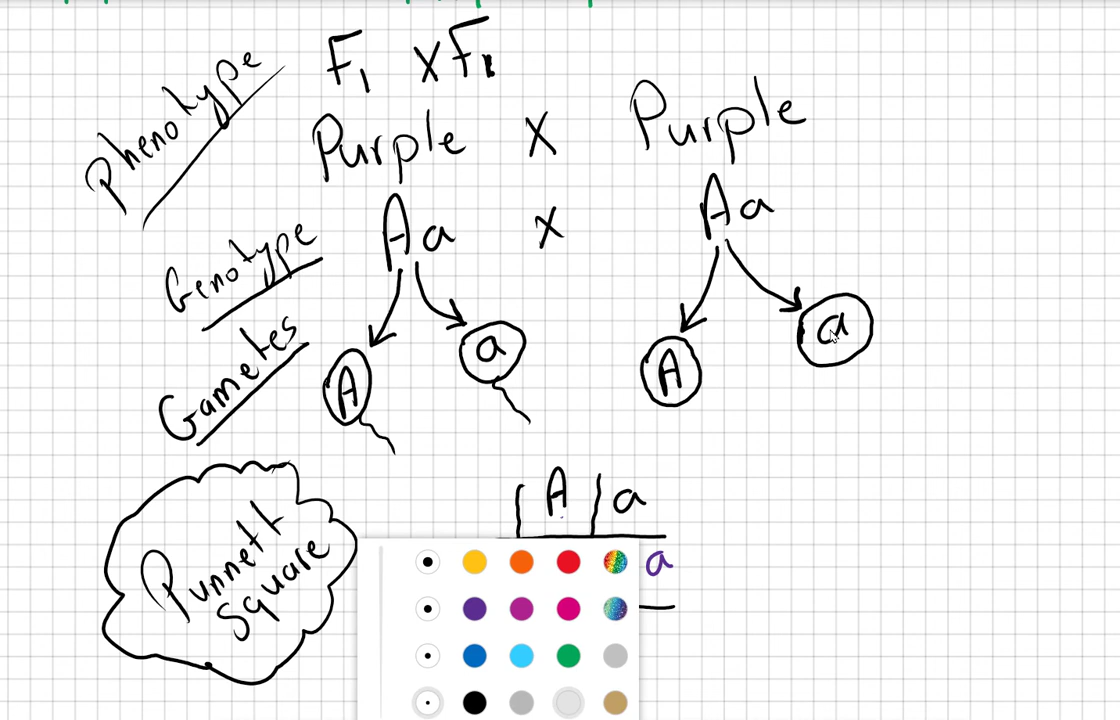 F1 x F1
Phenotype
Purple x Purple
Genotype
Aa x Aa
Gametes
A a A a
A a
a
Punnett
square